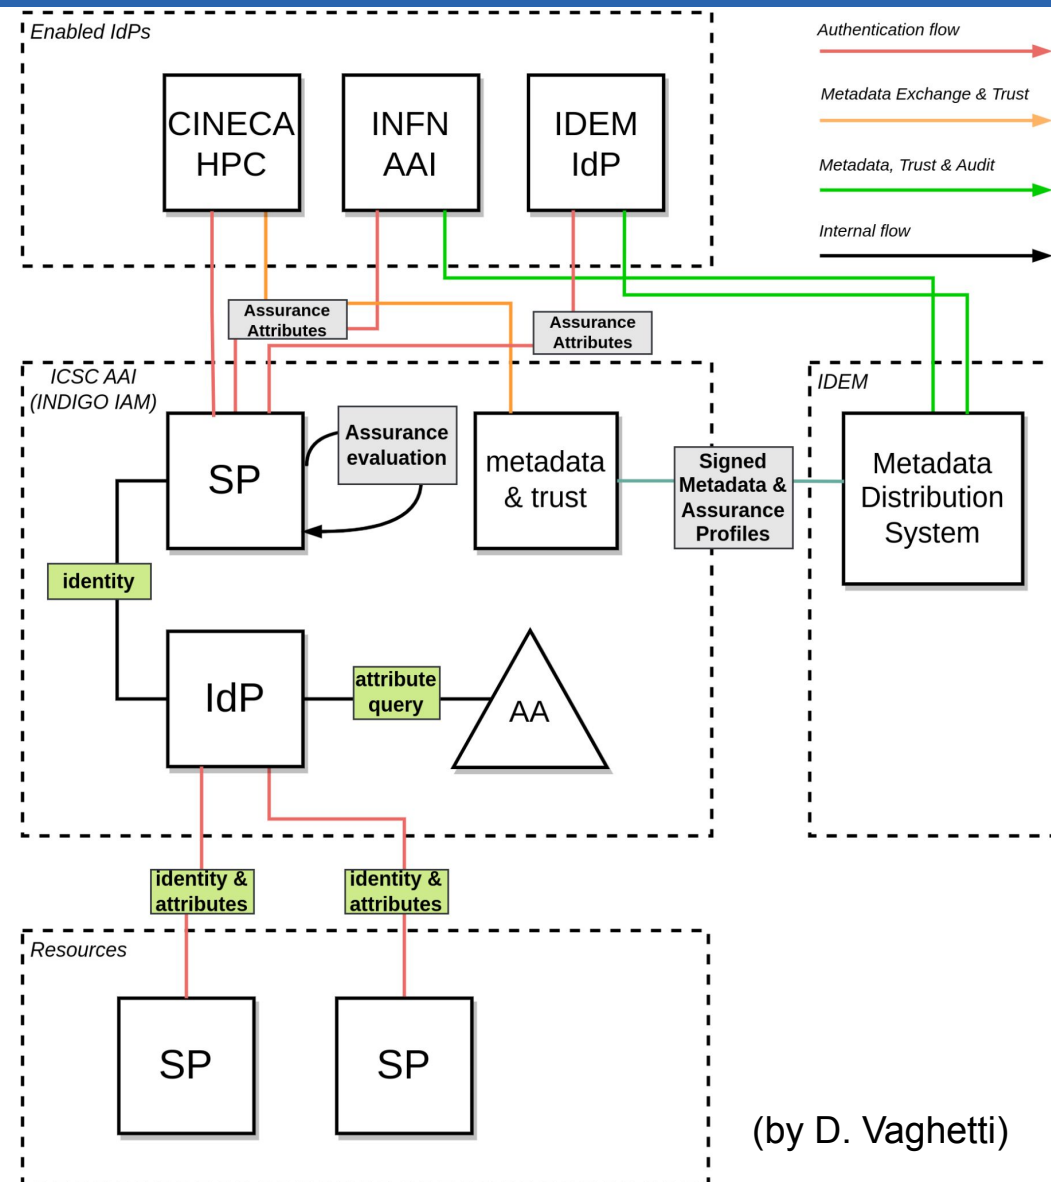 Enabled IdPs
CINECA
HPC
INFN
AAI
IDEM
IdP
Authentication flow
Metadata Exchange & Trust
Metadata, Trust & Audit
Internal flow
Assurance
Attributes
Assurance
Attributes
ICSC AAI
(INDIGO IAM)
SP
Assurance
evaluation
metadata
& trust
Signed
Metadata &
Assurance
Profiles
IDEM
Metadata
Distribution
System
identity
IdP
attribute
query
AA
identity &
attributes
identity &
attributes
Resources
SP
SP
(by D. Vaghetti)